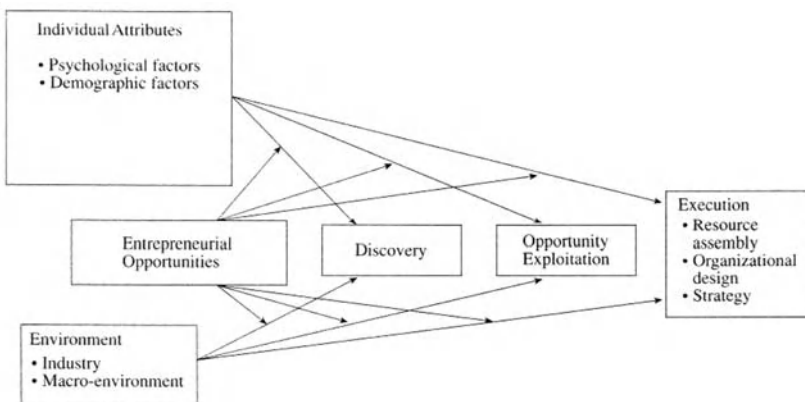 Individual Attributes
• Psychological factors
• Demographic factors
Entrepreneurial
Opportunities
Discovery
Opportunity
Exploitation
Execution
• Resource
assembly
• Organizational
design
• Strategy
Environment
• Industry
• Macro-environment